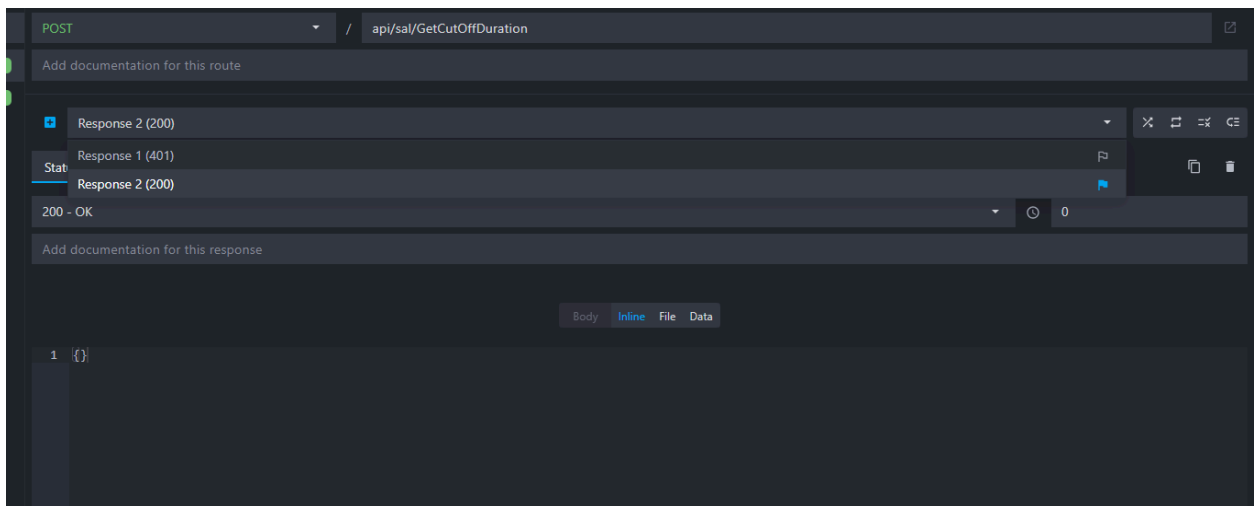 POST / api/sal/GetCutOffDuration
Add documentation for this route
Response 2 (200)
Response 1 (401)
Stat
Response 2 (200)
200 - OK 0
Add documentation for this response
Body Inline File Data
1 {}